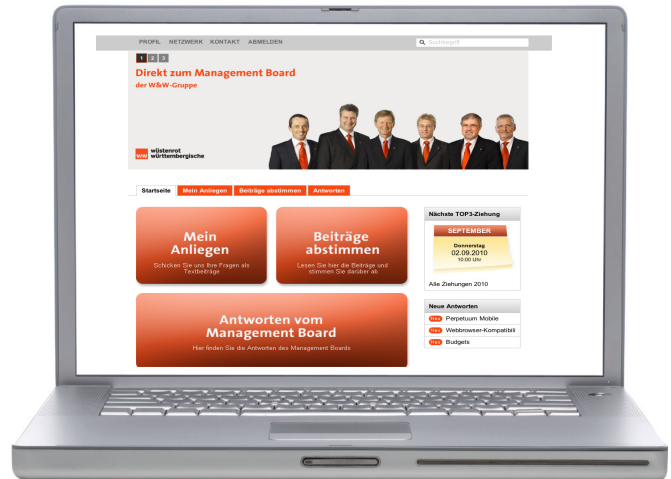 PROFIL NETZWERK KONTAKT ABMELDEN
Suchbegriff
1 2 3
Direkt zum Management Board
der W&W-Gruppe
ww wüstenrot
württembergische
Startseite Mein Anliegen Beiträge abstimmen Antworten
Mein
Anliegen
Schicken Sie uns Ihre Fragen als
Textbeiträge
Beiträge
abstimmen
Lesen Sie hier die Beiträge und
stimmen Sie darüber ab
Antworten vom
Management Board
Hier finden Sie die Antworten des Management Boards
Nächste TOP3-Ziehung
SEPTEMBER
Donnerstag
02.09.2010
10:00 Uhr
Alle Ziehungen 2010
Neue Antworten
Neu Perpetuum Mobile
Neu Webbrowser-Kompatibili
Neu Budgets